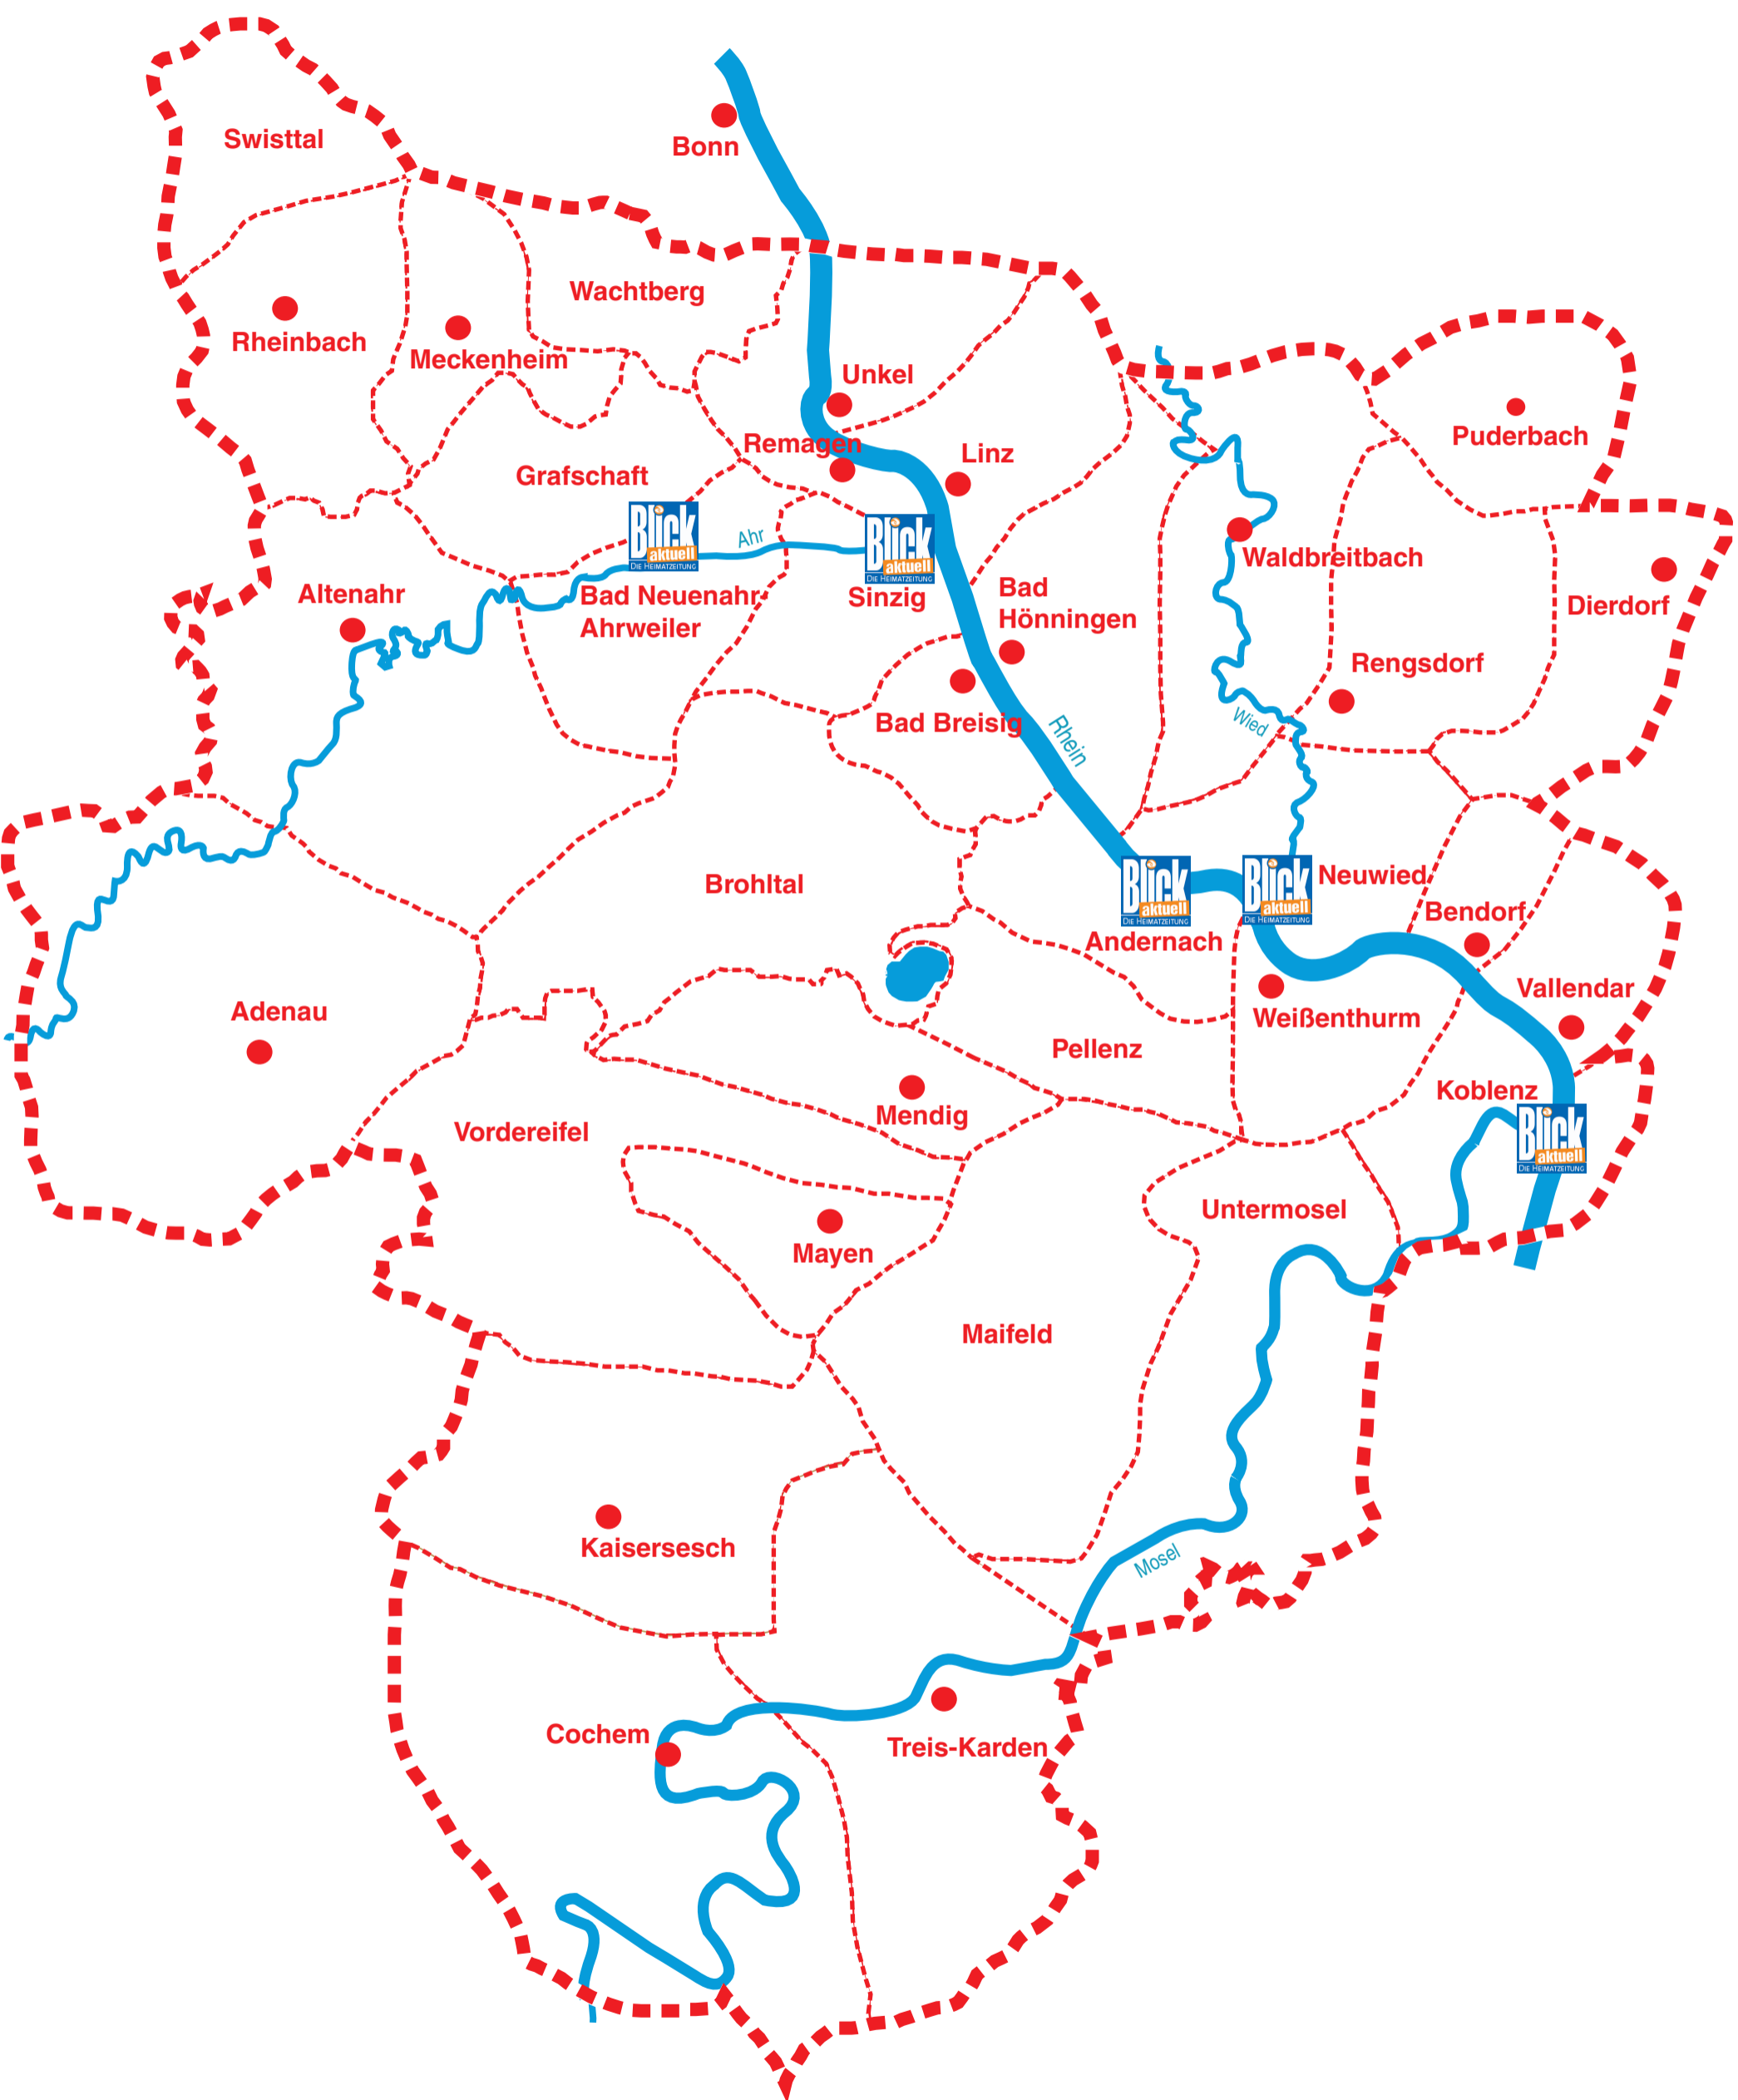 Swisttal
Bonn
Wachtberg
Rheinbach
Meckenheim
Unkel
Remagen
Linz
Puderbach
Grafschaft
Blick
aktuell
DIE HEIMATZEITUNG
Ahr
Blick
aktuell
DIE HEIMATZEITUNG
Waldbreitbach
Altenahr
Bad Neuenahr
Ahrweiler
Sinzig
Bad
Hönningen
Dierdorf
Rengsdorf
Bad Breisig
Rhein
Wied
Brohltal
Blick
aktuell
DIE HEIMATZEITUNG
Blick
aktuell
DIE HEIMATZEITUNG
Neuwied
Bendorf
Andernach
Vallendar
Adenau
Weißenthurm
Pellenz
Koblenz
Mendig
Vordereifel
Blick
aktuell
DIE HEIMATZEITUNG
Untermosel
Mayen
Maifeld
Kaisersesch
Mosel
Cochem
Treis-Karden